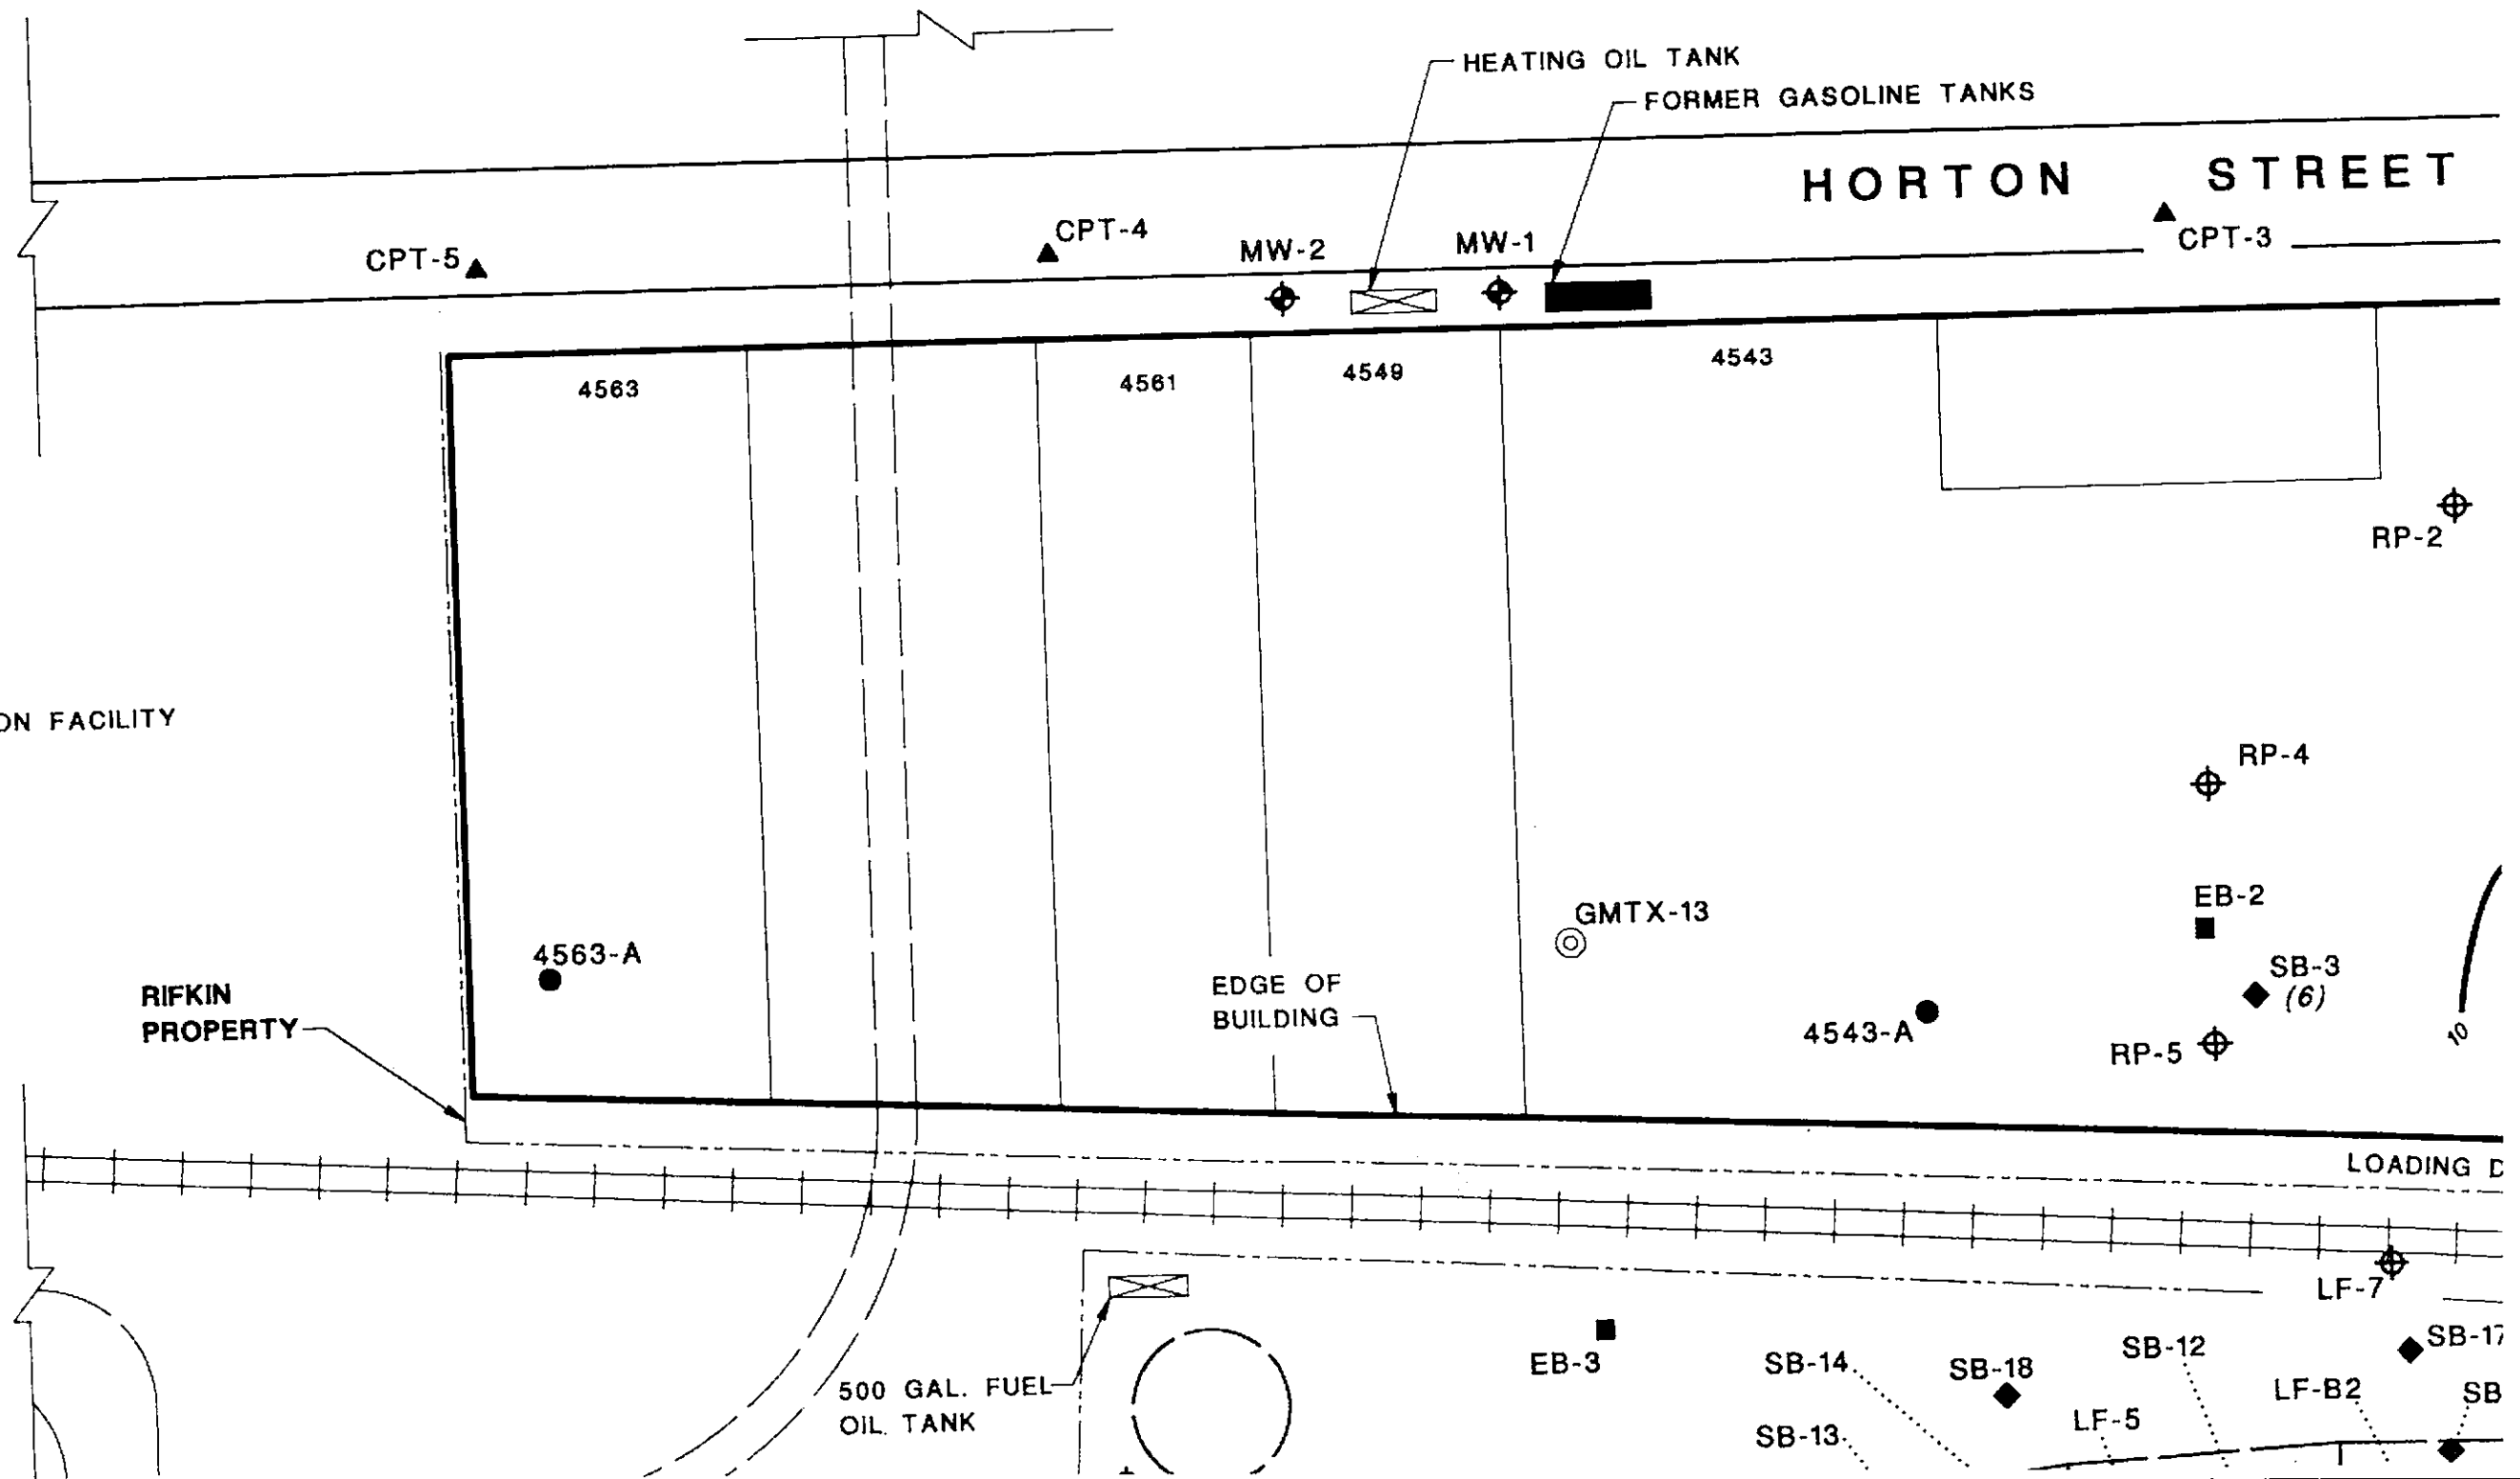 HEATING OIL TANK
FORMER GASOLINE TANKS
HORTON STREET
CPT-5
CPT-4
MW-2
MW-1
CPT-3
4563
4561
4549
4543
RP-2
ON FACILITY
RP-4
EB-2
GMTX-13
4563-A
SB-3
(6)
RIFKIN
PROPERTY
EDGE OF
BUILDING
4543-A
RP-5
10
LOADING D
LF-7
EB-3
SB-14
SB-18
SB-12
SB-17
500 GAL. FUEL
OIL TANK
LF-B2
SB
LF-5
SB-13